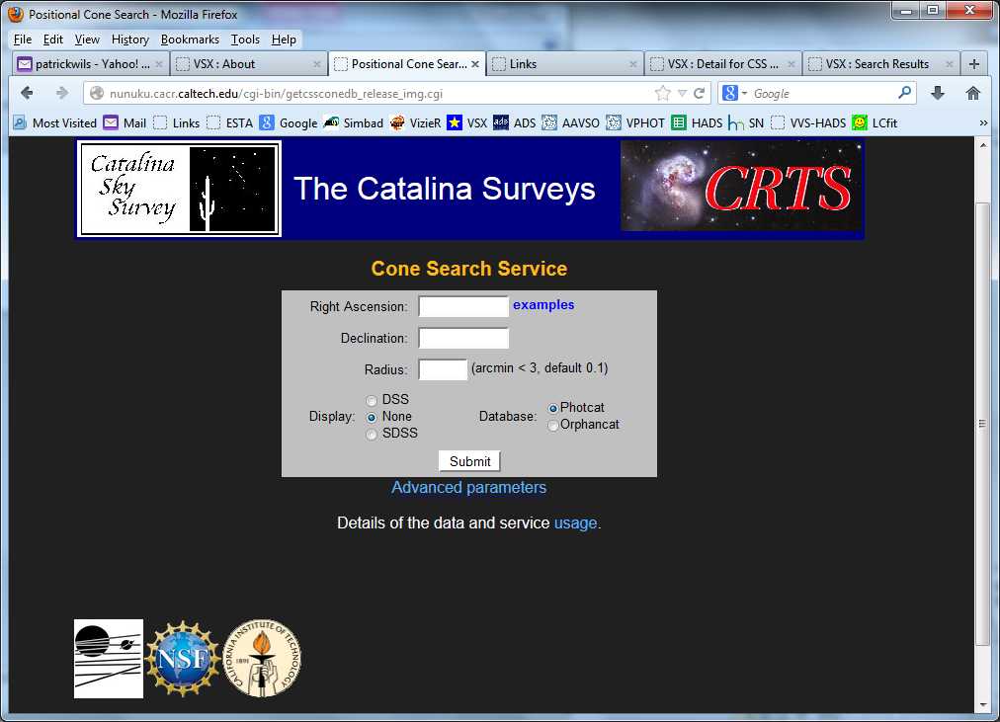 Positional Cone Search - Mozilla Firefox
File Edit View History Bookmarks Tools Help
patrickwils - Yahoo! ... VSX : About Positional Cone Sear... Links VSX : Detail for CSS ... VSX : Search Results
nunuku.cacr.caltech.edu/cgi-bin/getcssconedb_release_img.cgi Google
Most Visited Mail Links ESTA Google Simbad VizieR VSX ADS AAVSO VPHOT HADS SN VVS-HADS LCfit
Catalina
Sky
Survey
The Catalina Surveys
CRTS
Cone Search Service
Right Ascension: examples
Declination:
Radius: (arcmin < 3, default 0.1)
Display: DSS
None
SDSS
Database: Photcat
Orphancat
Submit
Advanced parameters
Details of the data and service usage.
NSF
CALIFORNIA INSTITUTE OF TECHNOLOGY
1891